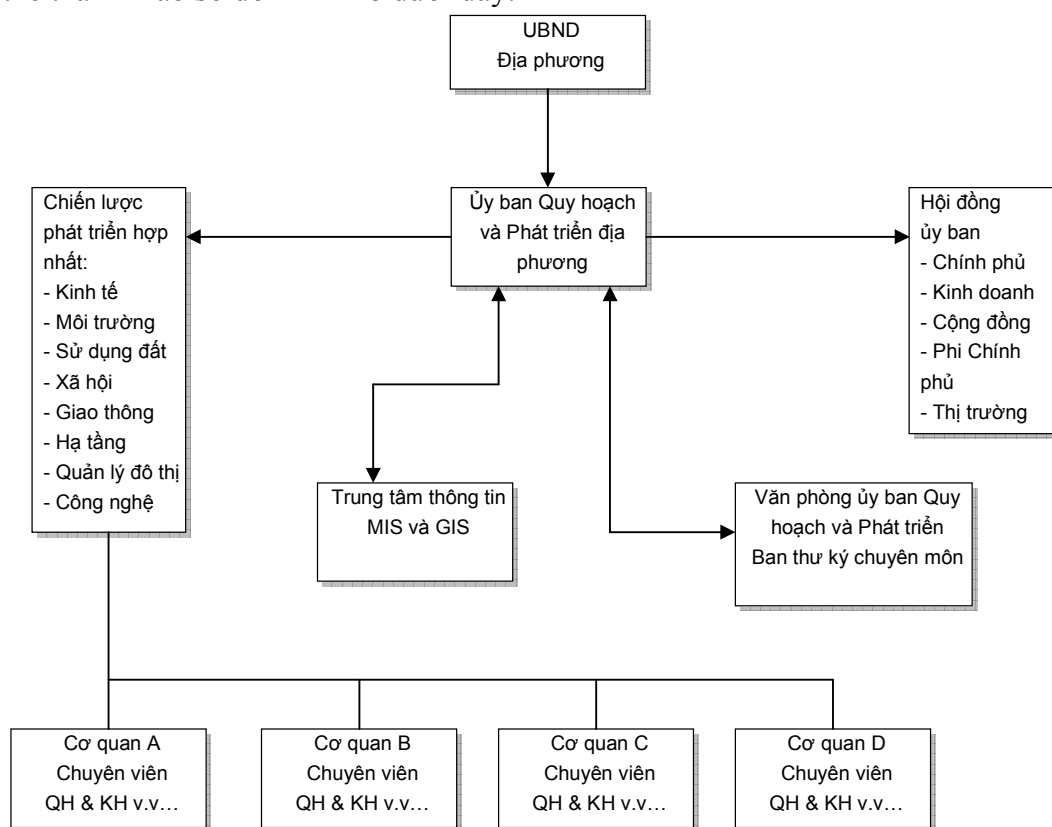 UBND
Địa phương
Chiến lược
phát triển hợp
nhất:
- Kinh tế
- Môi trường
- Sử dụng đất
- Xã hội
- Giao thông
- Hạ tầng
- Quản lý đô thị
- Công nghệ
Ủy ban Quy hoạch
và Phát triển địa
phương
Hội đồng
ủy ban
- Chính phủ
- Kinh doanh
- Cộng đồng
- Phi Chính
phủ
- Thị trường
Trung tâm thông tin
MIS và GIS
Văn phòng ủy ban Quy
hoạch và Phát triển
Ban thư ký chuyên môn
Cơ quan A
Chuyên viên
QH & KH v.v…
Cơ quan B
Chuyên viên
QH & KH v.v…
Cơ quan C
Chuyên viên
QH & KH v.v…
Cơ quan D
Chuyên viên
QH & KH v.v…